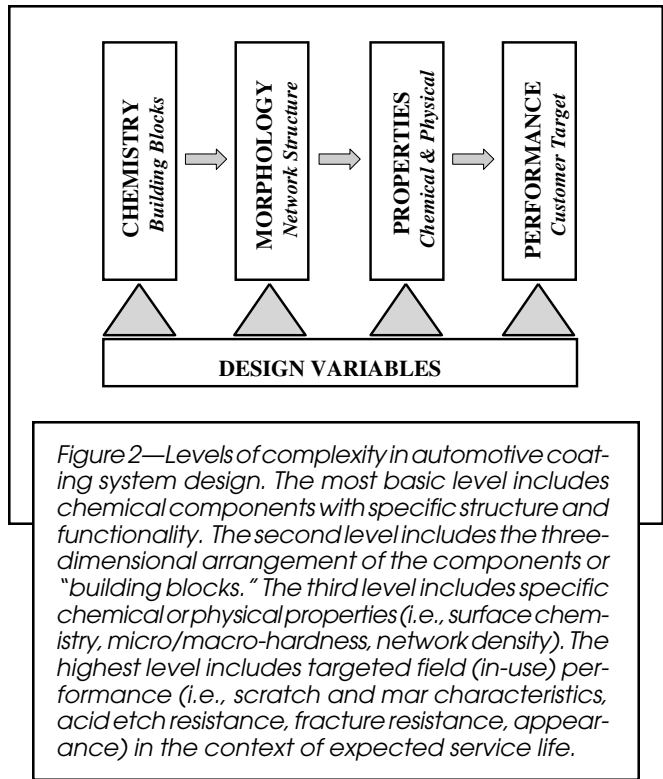 CHEMISTRY
Building Blocks
MORPHOLOGY
Network Structure
PROPERTIES
Chemical & Physical
PERFORMANCE
Customer Target
DESIGN VARIABLES
Figure 2—Levels of complexity in automotive coat-
ing system design. The most basic level includes
chemical components with specific structure and
functionality. The second level includes the three-
dimensional arrangement of the components or
“building blocks.” The third level includes specific
chemical or physical properties (i.e., surface chem-
istry, micro/macro-hardness, network density). The
highest level includes targeted field (in-use) per-
formance (i.e., scratch and mar characteristics,
acid etch resistance, fracture resistance, appear-
ance) in the context of expected service life.